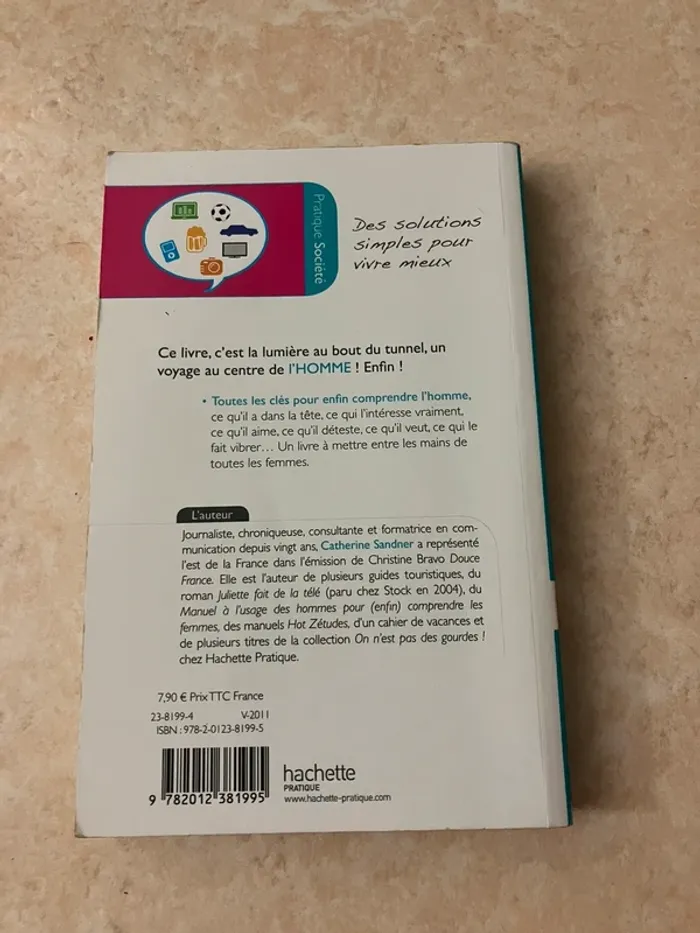 Pratique Société
Des solutions
simples pour
vivre mieux
Ce livre, c'est la lumière au bout du tunnel, un
voyage au centre de l'HOMME ! Enfin !
• Toutes les clés pour enfin comprendre l'homme,
ce qu'il a dans la tête, ce qui l'intéresse vraiment,
ce qu'il aime, ce qu'il déteste, ce qu'il veut, ce qui le
fait vibrer... Un livre à mettre entre les mains de
toutes les femmes.
L'auteur
Journaliste, chroniqueuse, consultante et formatrice en com-
munication depuis vingt ans, Catherine Sandner a représenté
l'est de la France dans l'émission de Christine Bravo Douce
France. Elle est l'auteur de plusieurs guides touristiques, du
roman Juliette fait de la télé (paru chez Stock en 2004), du
Manuel à l'usage des hommes pour (enfin) comprendre les
femmes, des manuels Hot Zétudes, d'un cahier de vacances et
de plusieurs titres de la collection On n'est pas des gourdes !
chez Hachette Pratique.
7,90 € Prix TTC France
23-8199-4 V-2011
ISBN : 978-2-0123-8199-5
9 782012 381995
hachette
PRATIQUE
www.hachette-pratique.com